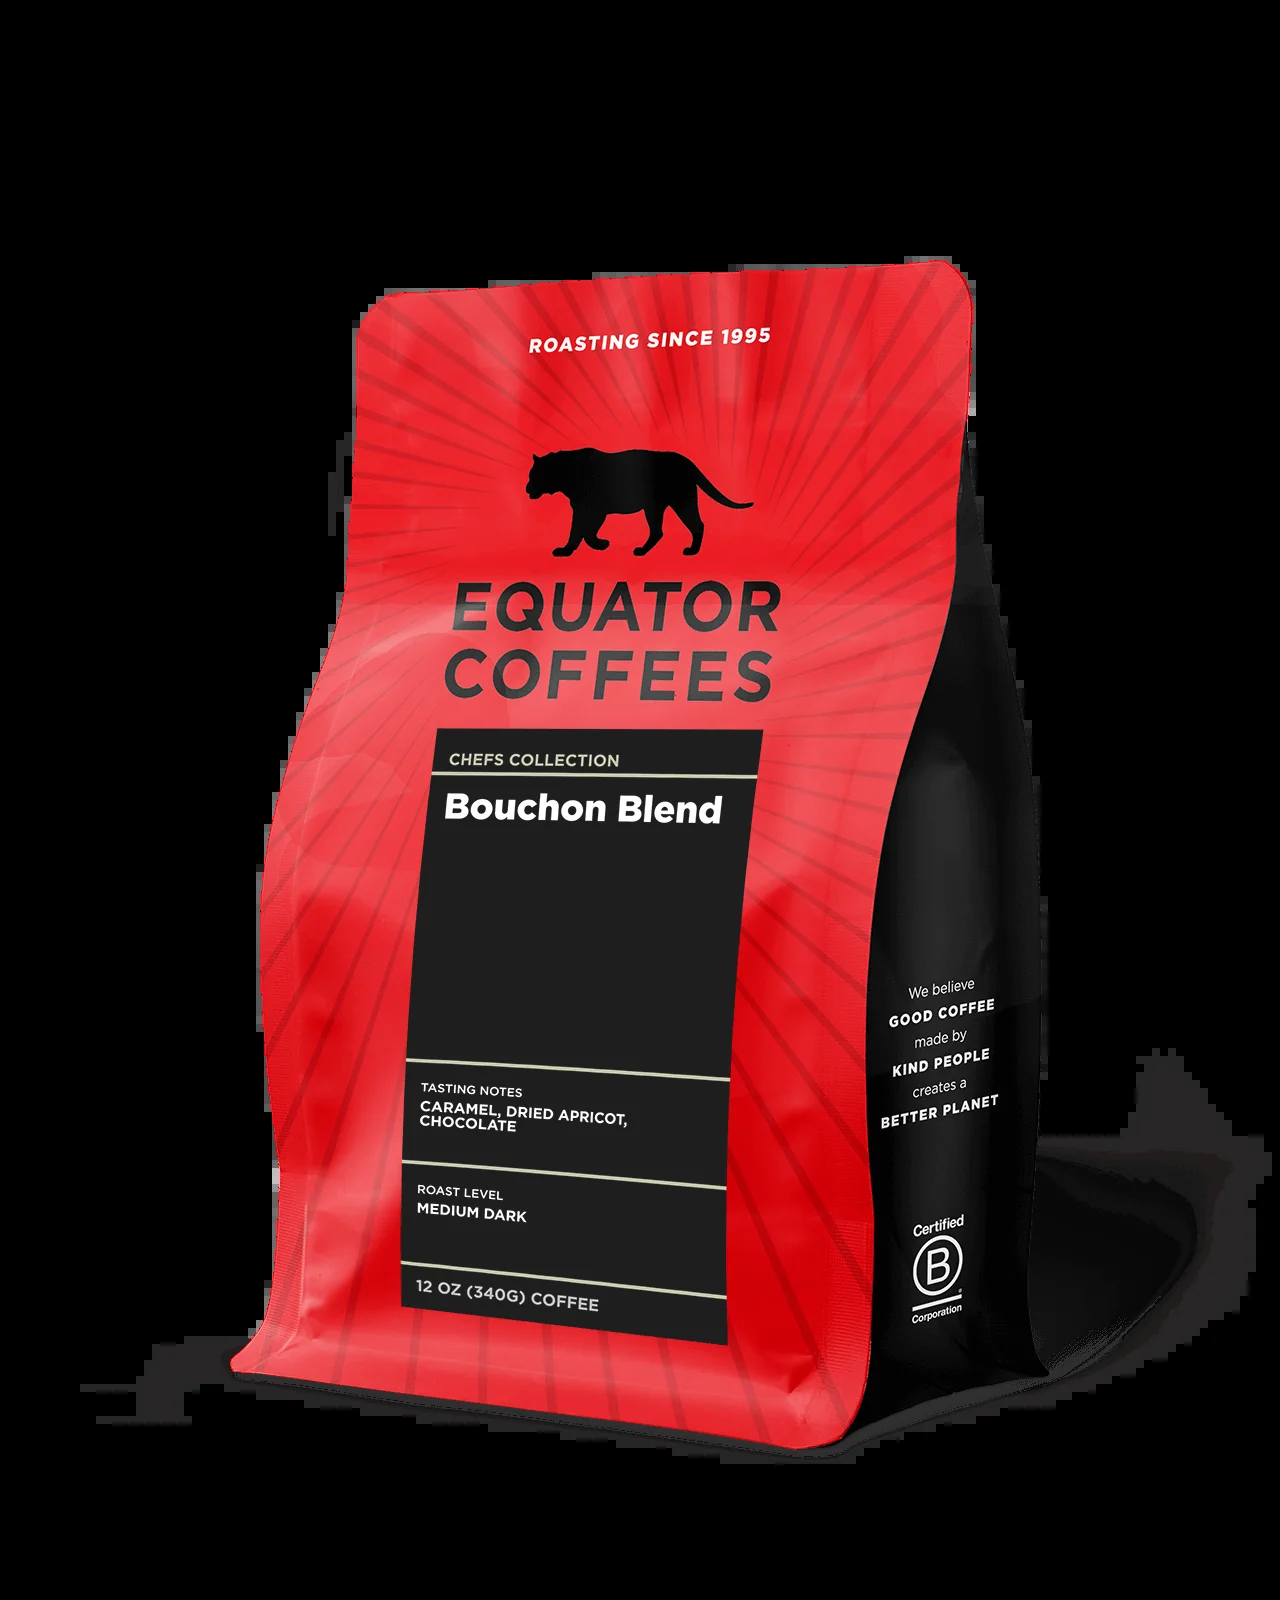 ROASTING SINCE 1995
EQUATOR
COFFEES
CHEFS COLLECTION
Bouchon Blend
TASTING NOTES
CARAMEL, DRIED APRICOT,
CHOCOLATE
ROAST LEVEL
MEDIUM DARK
12 OZ (340G) COFFEE
We believe
GOOD COFFEE
made by
KIND PEOPLE
creates a
BETTER PLANET
Certified
B
®
Corporation